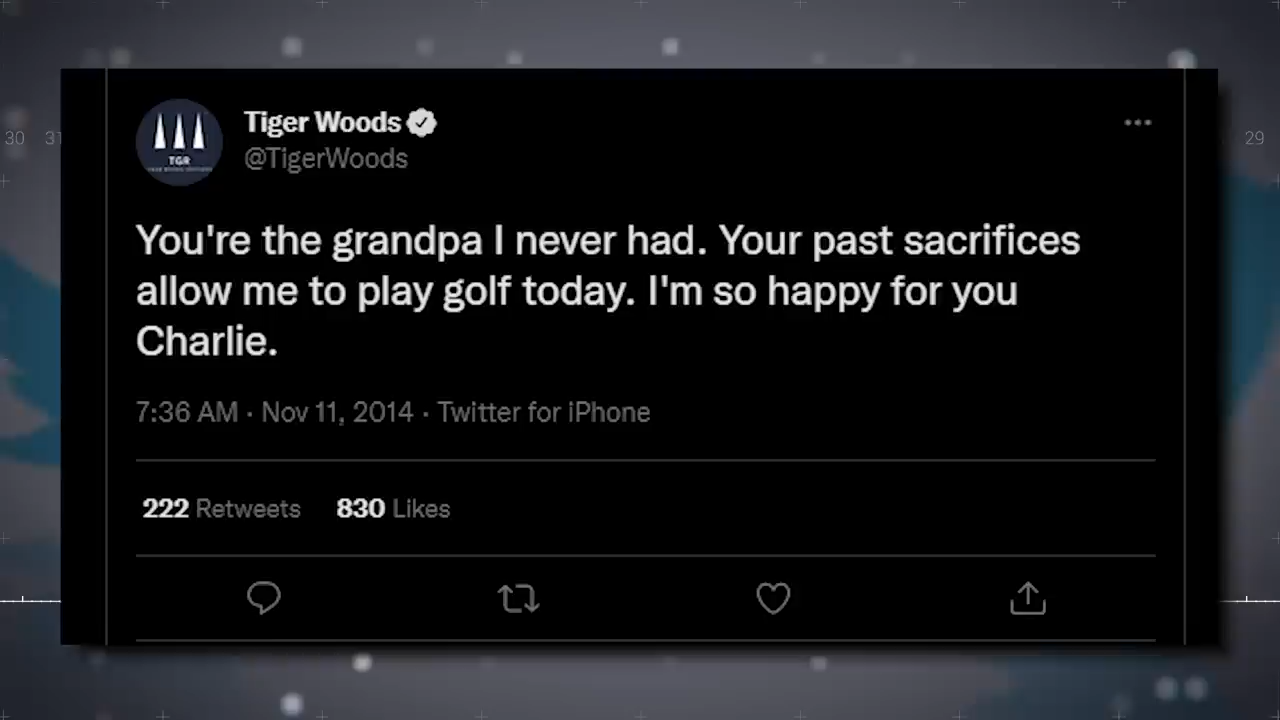 30 31
29
TGR
Tiger Woods
@TigerWoods
You're the grandpa I never had. Your past sacrifices
allow me to play golf today. I'm so happy for you
Charlie.
7:36 AM · Nov 11, 2014 · Twitter for iPhone
222 Retweets 830 Likes